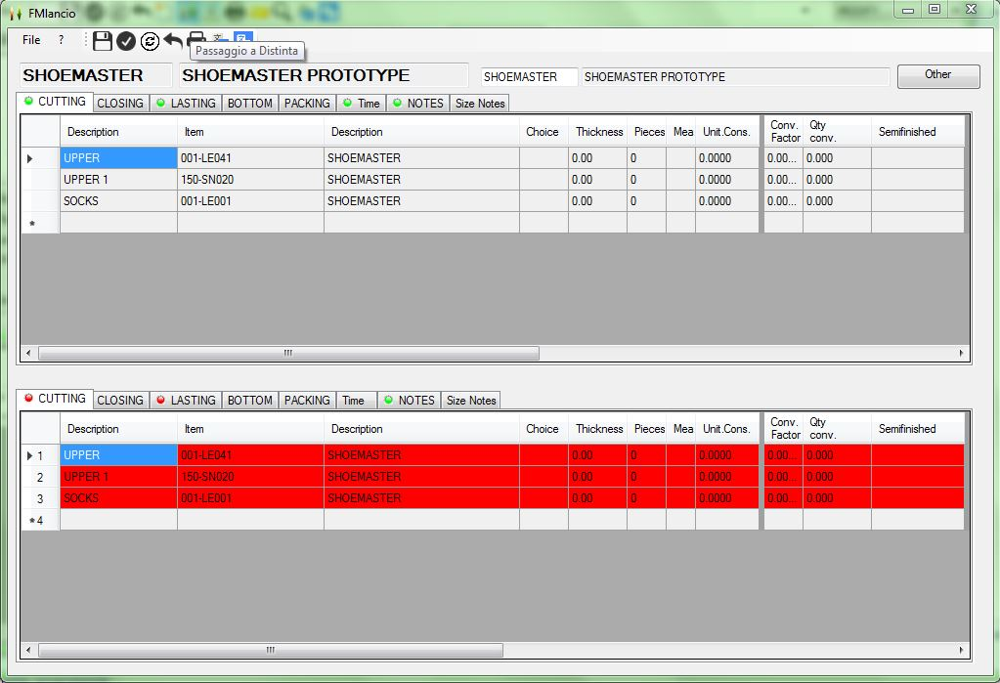 FMlancio
File ?
Passaggio a Distinta
SHOEMASTER SHOEMASTER PROTOTYPE SHOEMASTER SHOEMASTER PROTOTYPE Other
CUTTING CLOSING LASTING BOTTOM PACKING Time NOTES Size Notes
Description Item Description Choice Thickness Pieces Mea Unit.Cons. Conv. Factor Qty conv. Semifinished
UPPER 001-LE041 SHOEMASTER 0.00 0 0.0000 0.00... 0.000
UPPER 1 150-SN020 SHOEMASTER 0.00 0 0.0000 0.00... 0.000
SOCKS 001-LE001 SHOEMASTER 0.00 0 0.0000 0.00... 0.000
*
CUTTING CLOSING LASTING BOTTOM PACKING Time NOTES Size Notes
Description Item Description Choice Thickness Pieces Mea Unit.Cons. Conv. Factor Qty conv. Semifinished
1 UPPER 001-LE041 SHOEMASTER 0.00 0 0.0000 0.00... 0.000
2 UPPER 1 150-SN020 SHOEMASTER 0.00 0 0.0000 0.00... 0.000
3 SOCKS 001-LE001 SHOEMASTER 0.00 0 0.0000 0.00... 0.000
*4